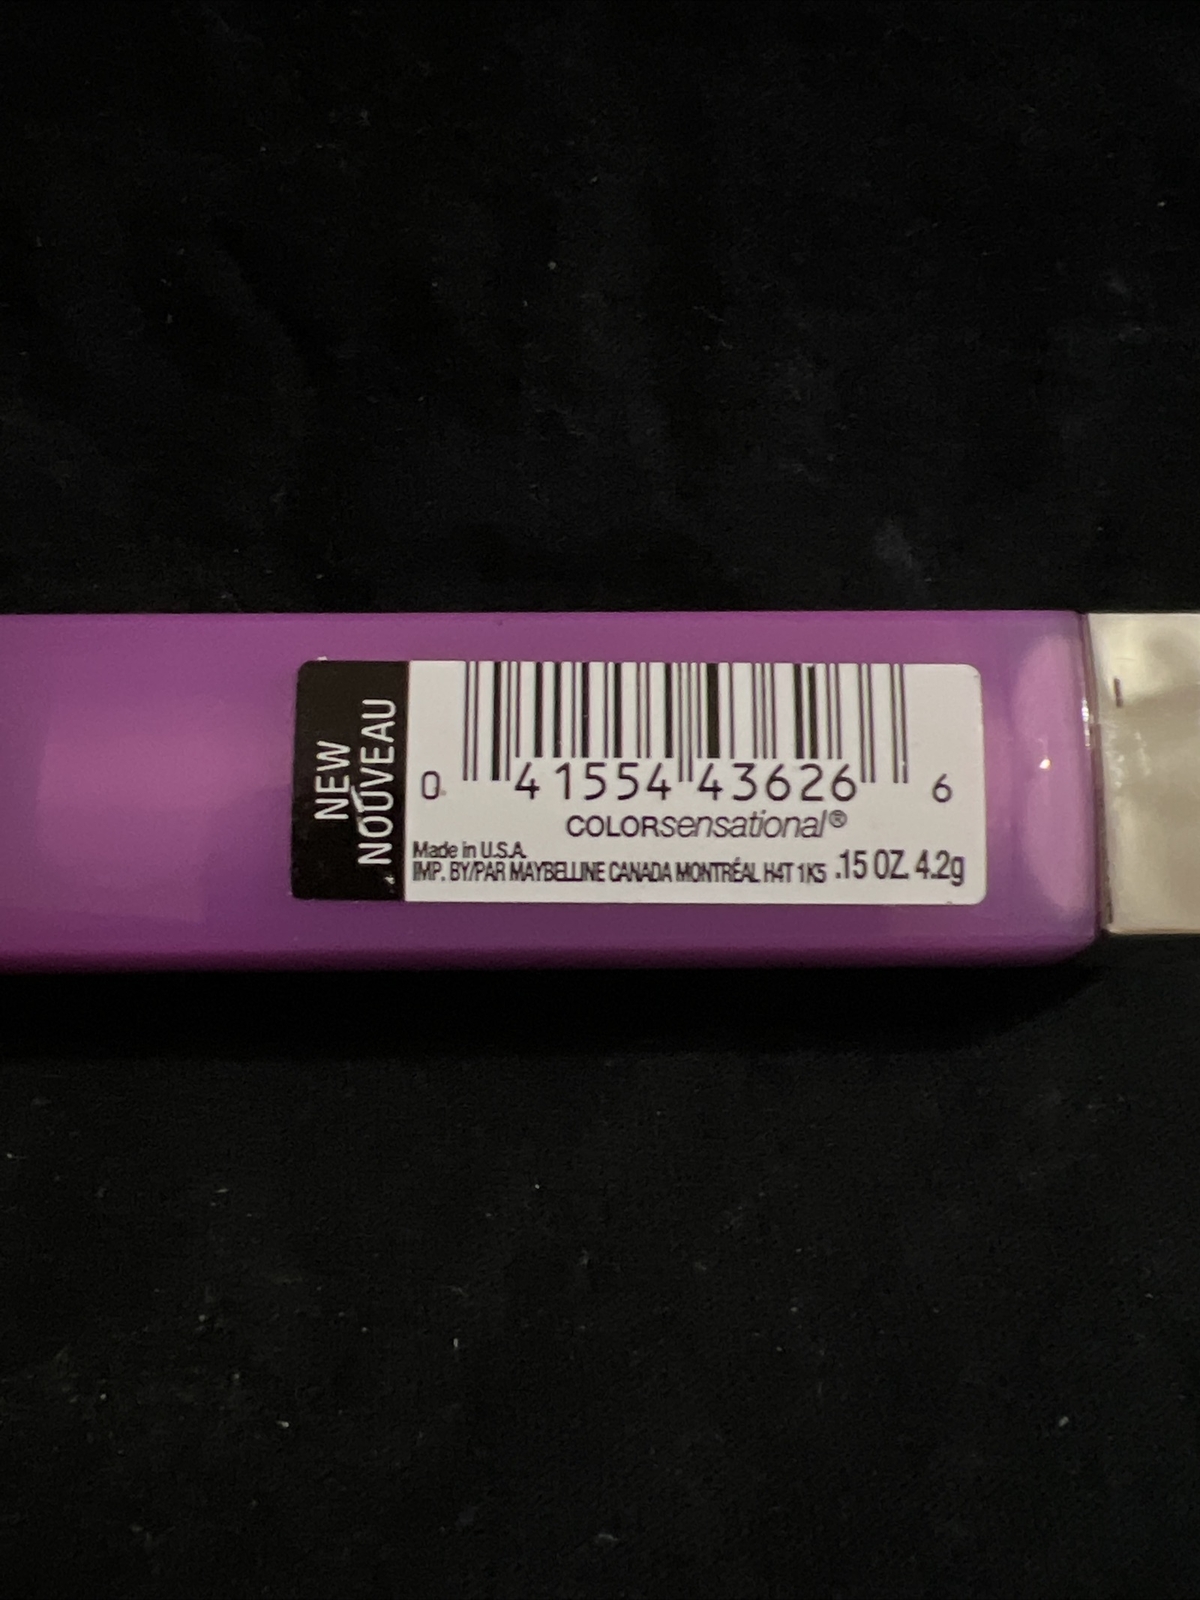 NEW
NOUVEAU
0 41554 43626 6
COLORsensational®
Made in U.S.A.
IMP. BY/PAR MAYBELLINE CANADA MONTRÉAL H4T 1K5 .15 OZ. 4.2g